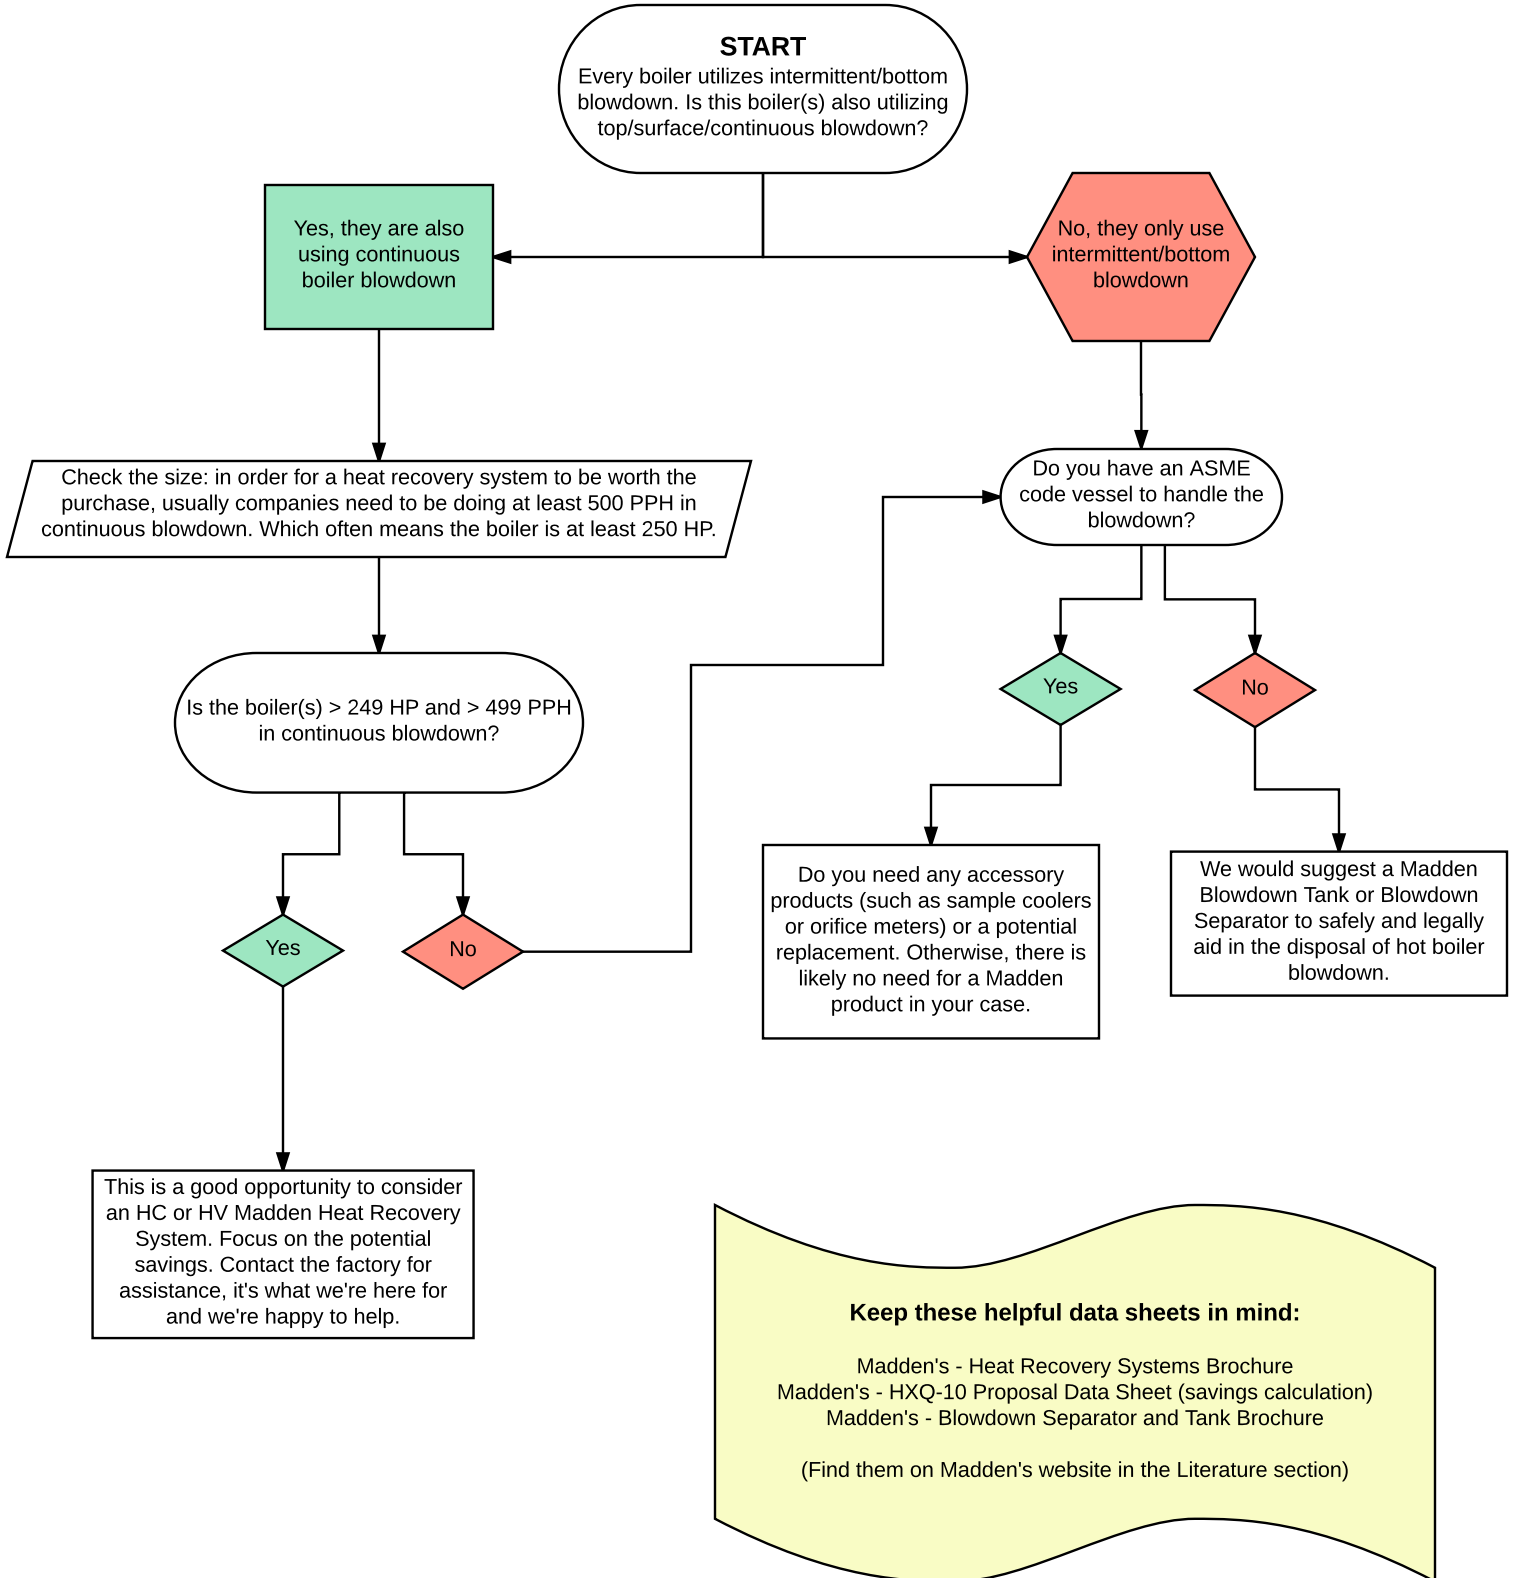 START
Every boiler utilizes intermittent/bottom
blowdown. Is this boiler(s) also utilizing
top/surface/continuous blowdown?
Yes, they are also
using continuous
boiler blowdown
No, they only use
intermittent/bottom
blowdown
Check the size: in order for a heat recovery system to be worth the
purchase, usually companies need to be doing at least 500 PPH in
continuous blowdown. Which often means the boiler is at least 250 HP.
Do you have an ASME
code vessel to handle the
blowdown?
Is the boiler(s) > 249 HP and > 499 PPH
in continuous blowdown?
Yes
No
Yes
No
Do you need any accessory
products (such as sample coolers
or orifice meters) or a potential
replacement. Otherwise, there is
likely no need for a Madden
product in your case.
We would suggest a Madden
Blowdown Tank or Blowdown
Separator to safely and legally
aid in the disposal of hot boiler
blowdown.
This is a good opportunity to consider
an HC or HV Madden Heat Recovery
System. Focus on the potential
savings. Contact the factory for
assistance, it's what we're here for
and we're happy to help.
Keep these helpful data sheets in mind:
Madden's - Heat Recovery Systems Brochure
Madden's - HXQ-10 Proposal Data Sheet (savings calculation)
Madden's - Blowdown Separator and Tank Brochure
(Find them on Madden's website in the Literature section)